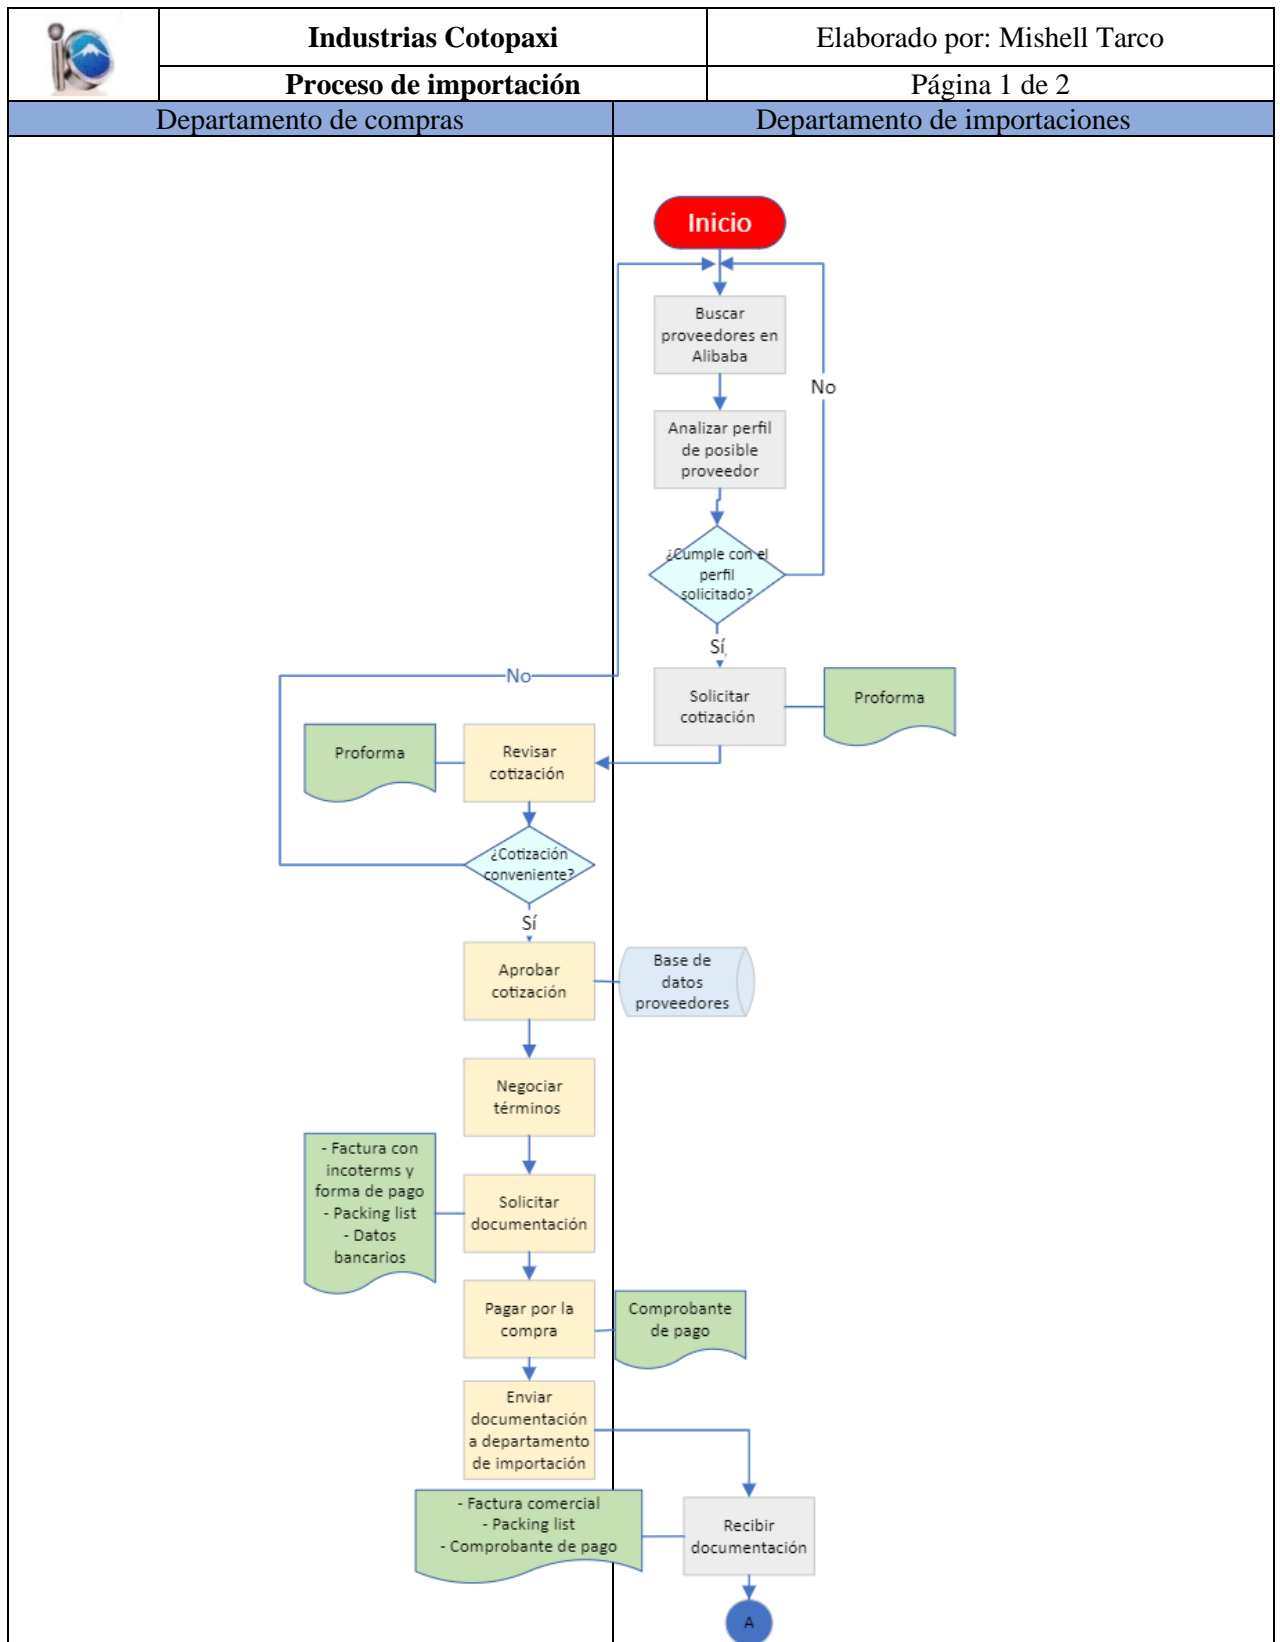 Industrias Cotopaxi
Elaborado por: Mishell Tarco
Proceso de importación
Página 1 de 2
Departamento de compras
Departamento de importaciones
Inicio
Buscar
proveedores en
Alibaba
No
Analizar perfil
de posible
proveedor
¿Cumple con el
perfil
solicitado?
Sí,
No
Solicitar
cotización
Proforma
Proforma
Revisar
cotización
¿Cotización
conveniente?
Sí
Aprobar
cotización
Base de
datos
proveedores
Negociar
términos
- Factura con
incoterms y
forma de pago
- Packing list
- Datos
bancarios
Solicitar
documentación
Pagar por la
compra
Comprobante
de pago
Enviar
documentación
a departamento
de importación
- Factura comercial
- Packing list
- Comprobante de pago
Recibir
documentación
A